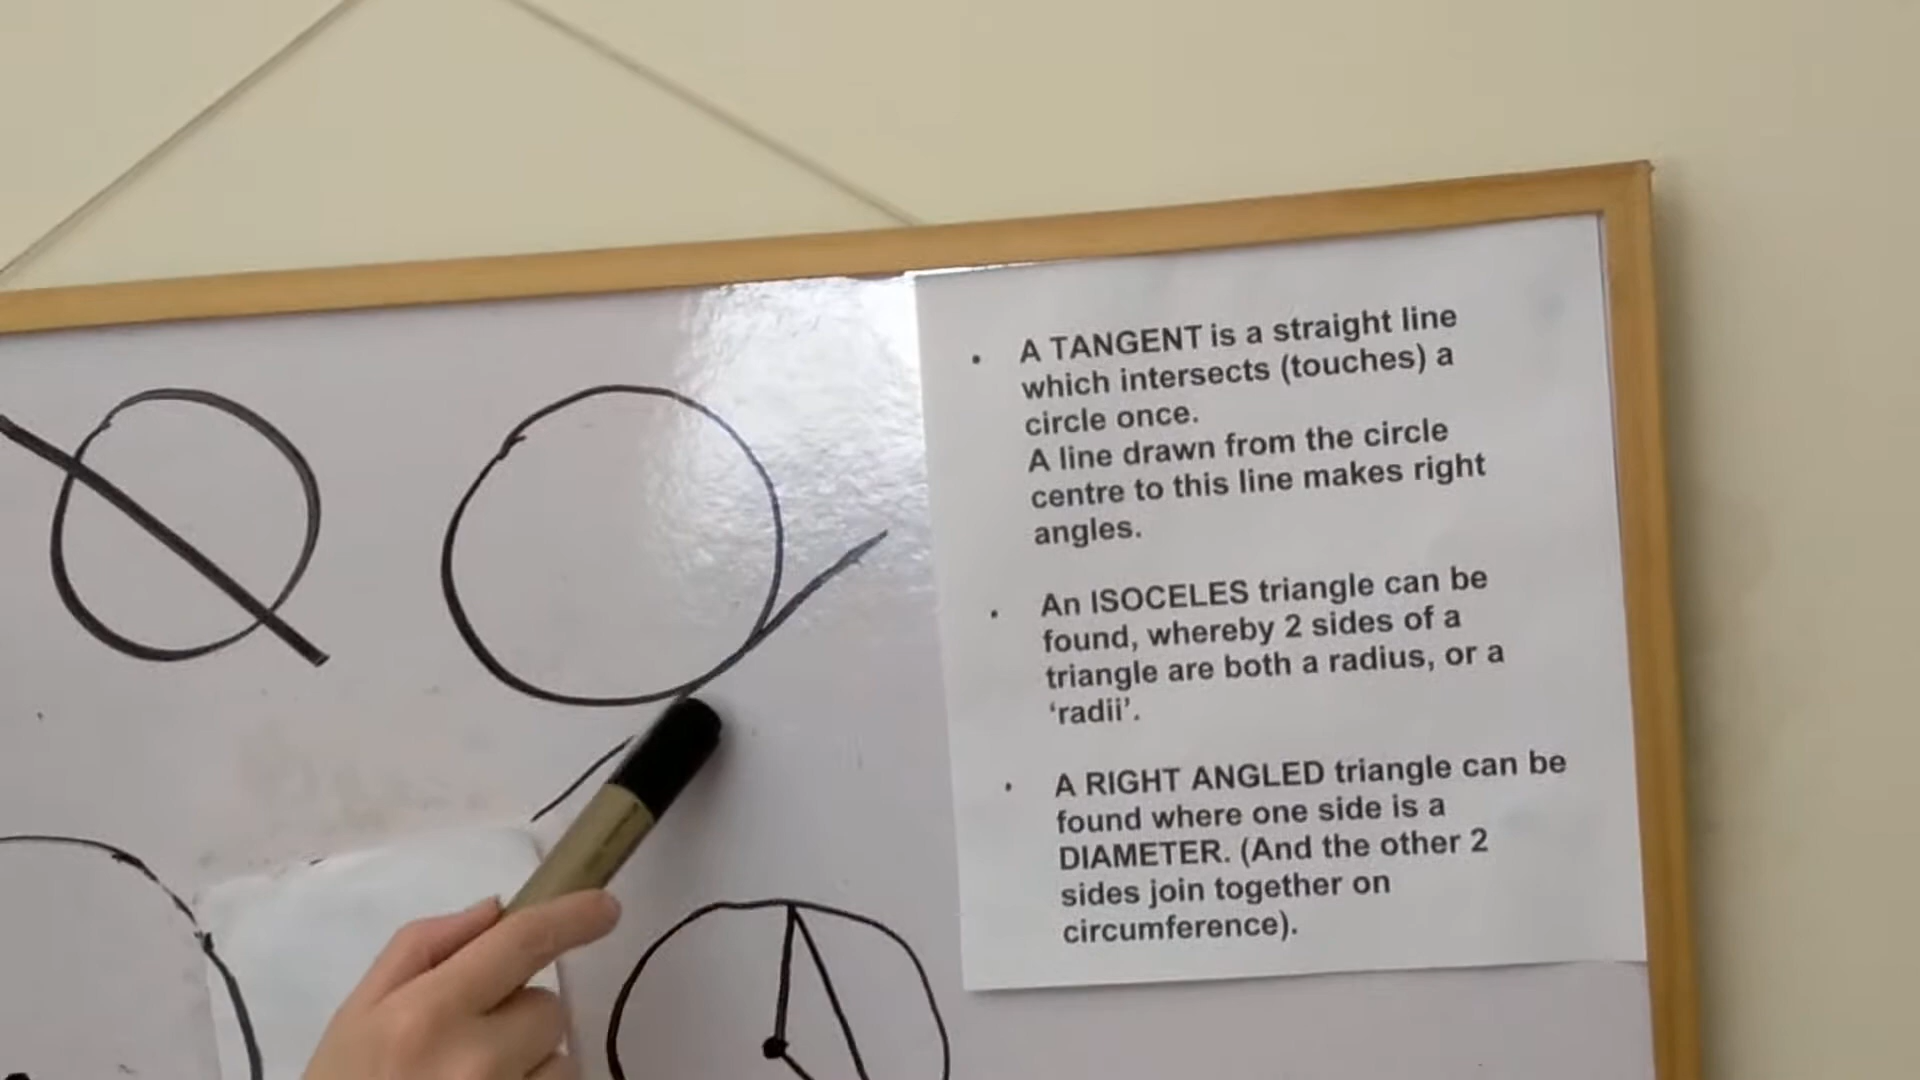 • A TANGENT is a straight line
which intersects (touches) a
circle once.
A line drawn from the circle
centre to this line makes right
angles.
• An ISOCELES triangle can be
found, whereby 2 sides of a
triangle are both a radius, or a
‘radii’.
• A RIGHT ANGLED triangle can be
found where one side is a
DIAMETER. (And the other 2
sides join together on
circumference).